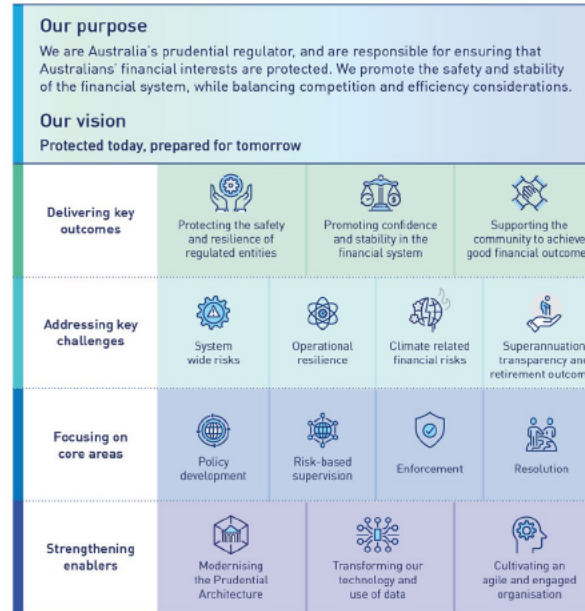 Our purpose
We are Australia's prudential regulator, and are responsible for ensuring that
Australians' financial interests are protected. We promote the safety and stability
of the financial system, while balancing competition and efficiency considerations.
Our vision
Protected today, prepared for tomorrow
Delivering key
outcomes
Protecting the safety
and resilience of
regulated entities
Promoting confidence
and stability in the
financial system
Supporting the
community to achieve
good financial outcome
Addressing key
challenges
System
wide risks
Operational
resilience
Climate related
financial risks
Superannuation
transparency and
retirement outcom
Focusing on
core areas
Policy
development
Risk-based
supervision
Enforcement
Resolution
Strengthening
enablers
Modernising
the Prudential
Architecture
Transforming our
technology and
use of data
Cultivating an
agile and engaged
organisation